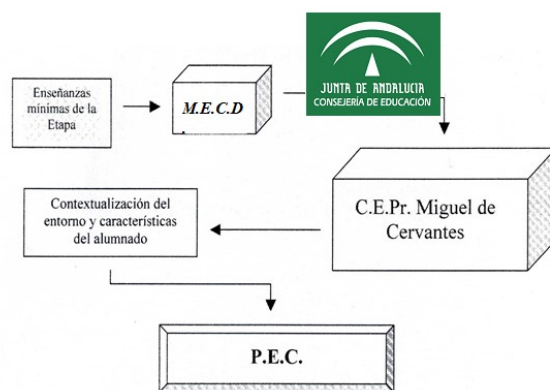 Enseñanzas
mínimas de la
Etapa
M.E.C.D
JUNTA DE ANDALUCIA
CONSEJERÍA DE EDUCACIÓN
C.E.Pr. Miguel de
Cervantes
Contextualización del
entorno y características
del alumnado
P.E.C.